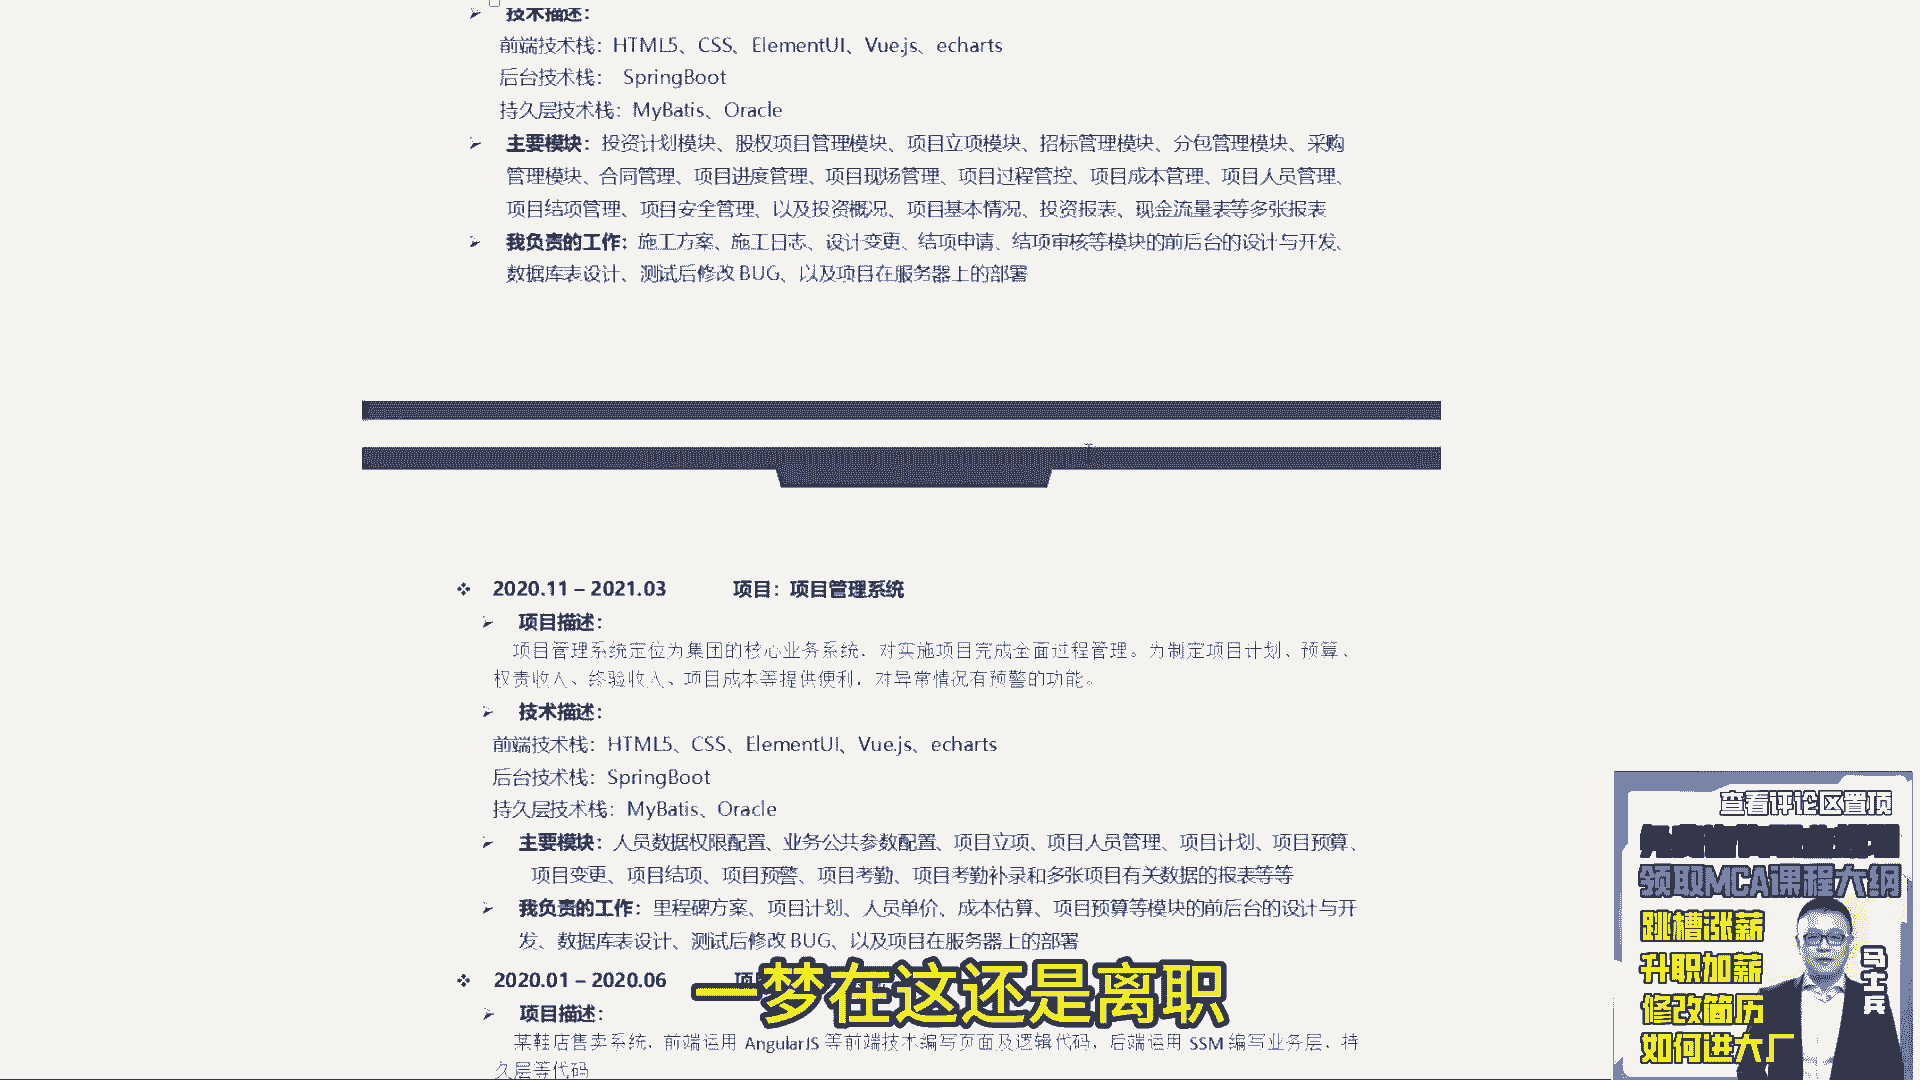 技术描述：
前端技术栈：HTML5、CSS、ElementUI、Vue.js、echarts
后台技术栈： SpringBoot
持久层技术栈：MyBatis、Oracle
主要模块：投资计划模块、股权项目管理模块、项目立项模块、招标管理模块、分包管理模块、采购
管理模块、合同管理、项目进度管理、项目现场管理、项目过程管控、项目成本管理、项目人员管理、
项目结项管理、项目安全管理、以及投资概况、项目基本情况、投资报表、现金流量表等多张报表
我负责的工作：施工方案、施工日志、设计变更、结项申请、结项审核等模块的前后台的设计与开发、
数据库表设计、测试后修改 BUG、以及项目在服务器上的部署
2020.11 – 2021.03 项目：项目管理系统
项目描述：
项目管理系统定位为集团的核心业务系统，对实施项目完成全面过程管理。为制定项目计划、预算、
权责收入、终验收入、项目成本等提供便利，对异常情况有预警的功能。
技术描述：
前端技术栈：HTML5、CSS、ElementUI、Vue.js、echarts
后台技术栈：SpringBoot
持久层技术栈：MyBatis、Oracle
主要模块：人员数据权限配置、业务公共参数配置、项目立项、项目人员管理、项目计划、项目预算、
项目变更、项目结项、项目预警、项目考勤、项目考勤补录和多张项目有关数据的报表等等
我负责的工作：里程碑方案、项目计划、人员单价、成本估算、项目预算等模块的前后台的设计与开
发、数据库表设计、测试后修改 BUG、以及项目在服务器上的部署
2020.01 – 2020.06
项目描述：
某鞋店售卖系统，前端运用 AngularJS 等前端技术编写页面及逻辑代码，后端运用 SSM 编写业务层，持
久层等代码
一梦在这还是离职
查看评论区置顶
领取MCA课程大纲
跳槽涨薪
升职加薪
修改简历
如何进大厂
马士兵